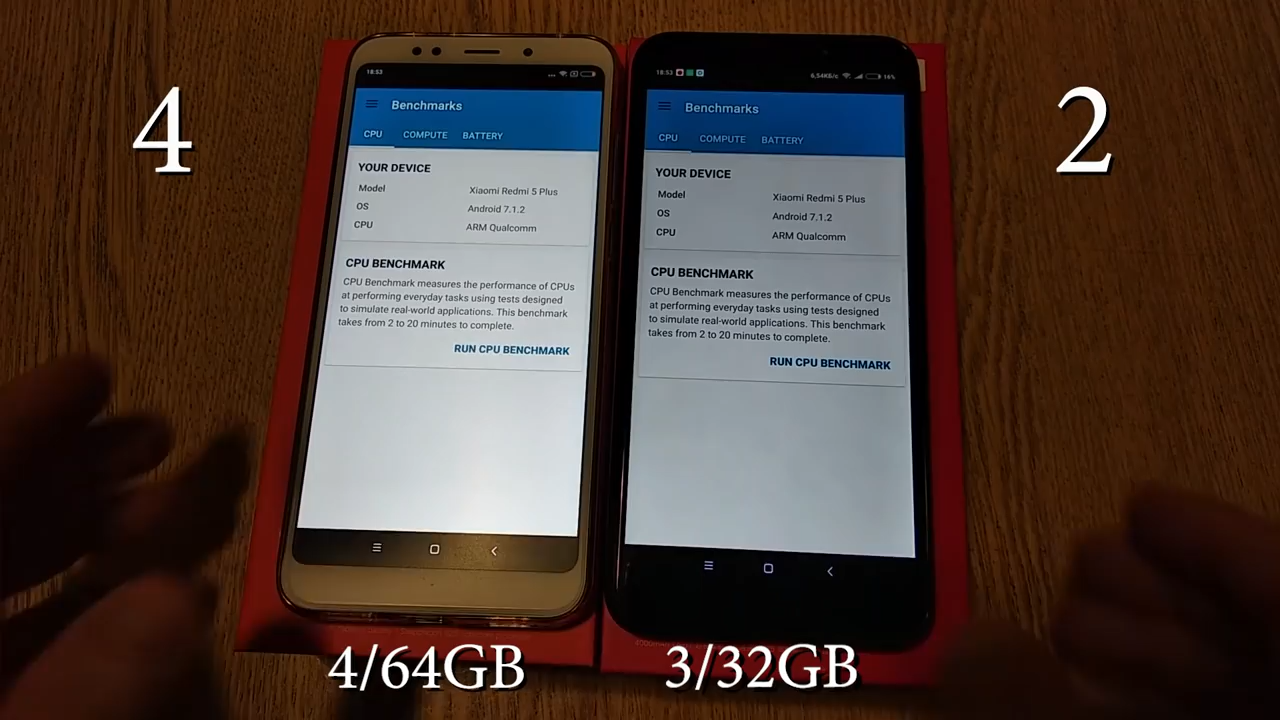 4
2
18:53
Benchmarks
CPU COMPUTE BATTERY
YOUR DEVICE
Model Xiaomi Redmi 5 Plus
OS Android 7.1.2
CPU ARM Qualcomm
CPU BENCHMARK
CPU Benchmark measures the performance of CPUs
at performing everyday tasks using tests designed
to simulate real-world applications. This benchmark
takes from 2 to 20 minutes to complete.
RUN CPU BENCHMARK
4/64GB
18:53 6,54КБ/с 16%
Benchmarks
CPU COMPUTE BATTERY
YOUR DEVICE
Model Xiaomi Redmi 5 Plus
OS Android 7.1.2
CPU ARM Qualcomm
CPU BENCHMARK
CPU Benchmark measures the performance of CPUs
at performing everyday tasks using tests designed
to simulate real-world applications. This benchmark
takes from 2 to 20 minutes to complete.
RUN CPU BENCHMARK
3/32GB